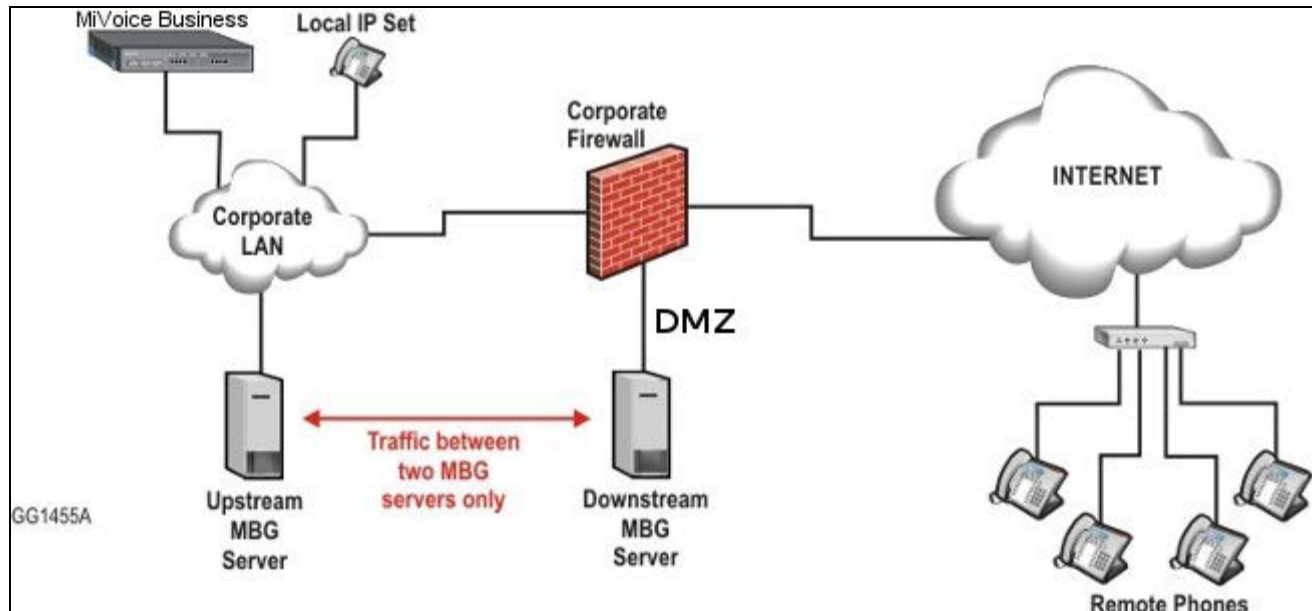 MiVoice Business
Local IP Set
Corporate
Firewall
INTERNET
Corporate
LAN
DMZ
Traffic between
two MBG
servers only
Upstream
MBG
Server
Downstream
MBG
Server
GG1455A
Remote Phones